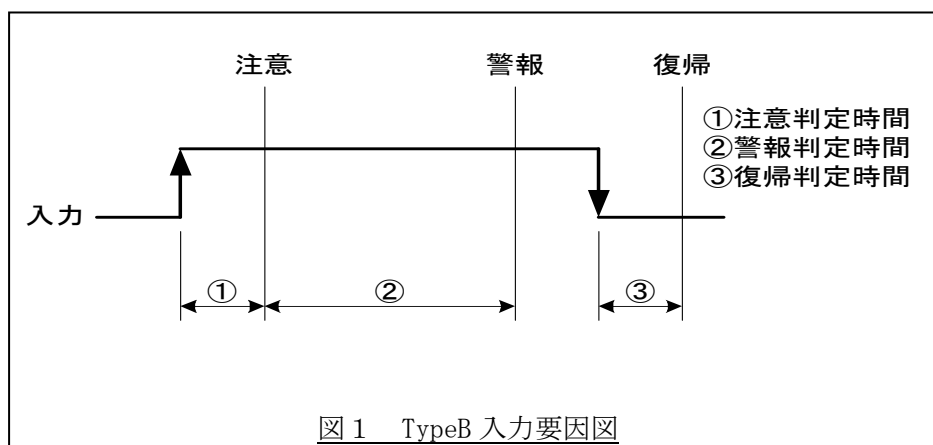 注意 警報 復帰
①注意判定時間
②警報判定時間
③復帰判定時間
入力
① ② ③
図1 TypeB 入力要因図